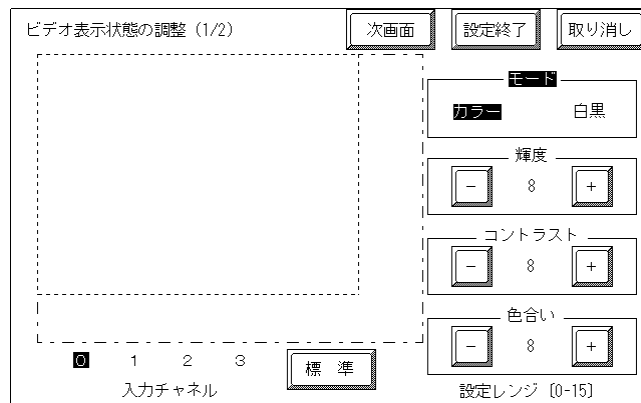 ビデオ表示状態の調整 (1/2) 次画面 設定終了 取り消し
モード
カラー 白黒
輝度
- 8 +
コントラスト
- 8 +
色合い
- 8 +
0 1 2 3 標 準
入力チャネル 設定レンジ [0-15]